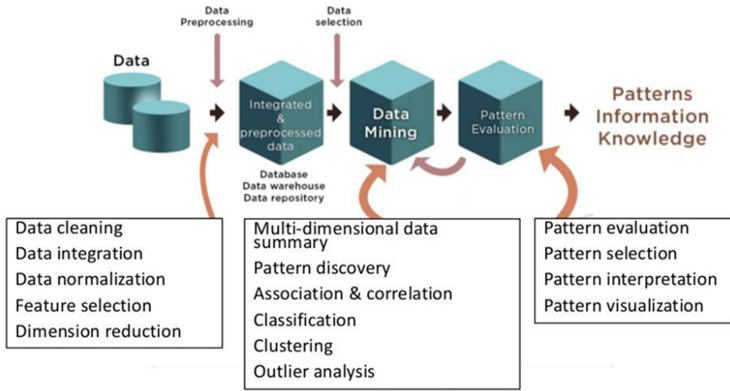 Data
Preprocessing
Data
selection
Data
Integrated
&
preprocessed
data
Data
Mining
Pattern
Evaluation
Patterns
Information
Knowledge
Database
Data warehouse
Data repository
Data cleaning
Data integration
Data normalization
Feature selection
Dimension reduction
Multi-dimensional data
summary
Pattern discovery
Association & correlation
Classification
Clustering
Outlier analysis
Pattern evaluation
Pattern selection
Pattern interpretation
Pattern visualization